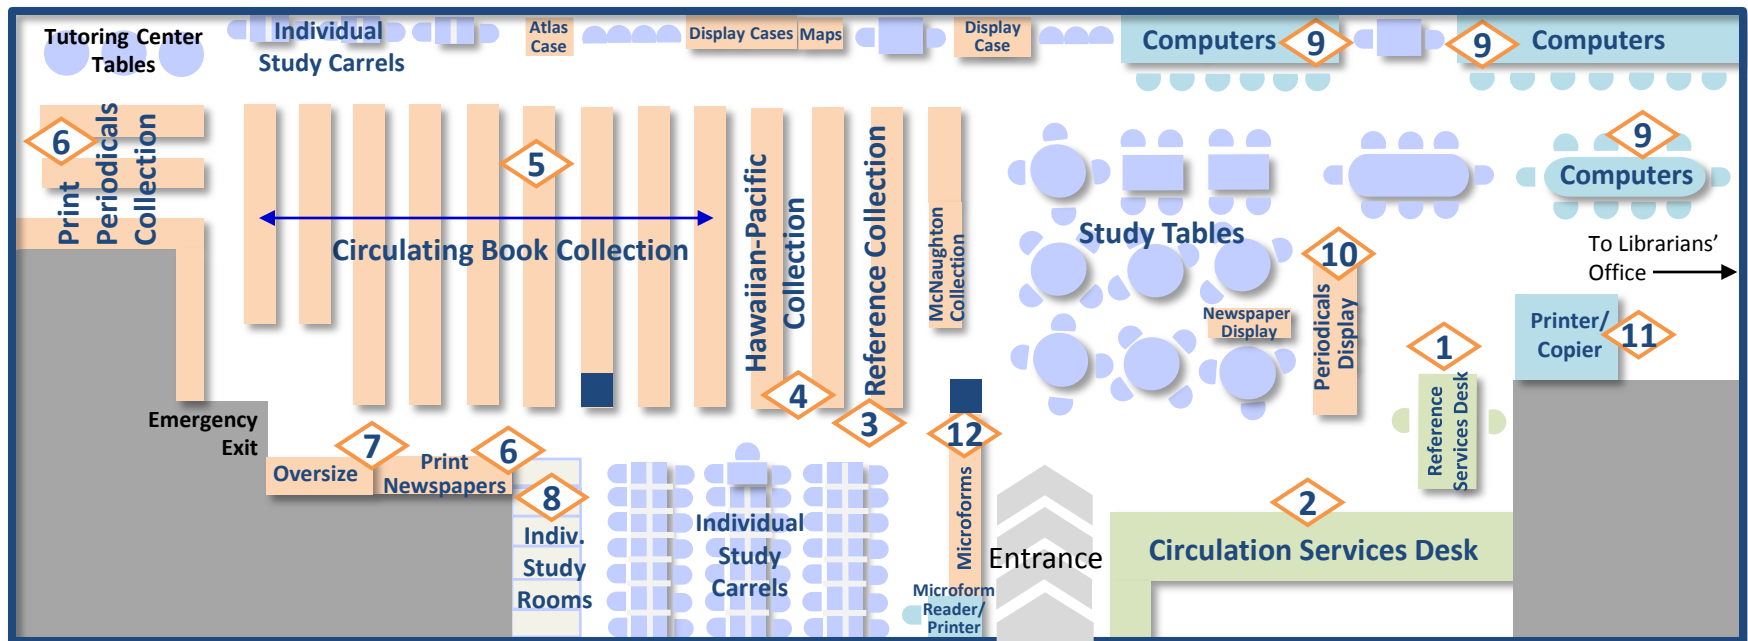 Tutoring Center
Tables
Individual
Study Carrels
Atlas
Case
Display Cases
Maps
Display
Case
Computers
9
9
Computers
6
Print
Periodicals
Collection
5
Circulating Book Collection
Hawaiian-Pacific
Collection
4
Reference Collection
3
McNaughton
Collection
Study Tables
9
Computers
To Librarians’
Office
10
Periodicals
Display
Newspaper
Display
1
Reference
Services Desk
Printer/
Copier
11
Emergency
Exit
7
Oversize
6
Print
Newspapers
8
Indiv.
Study
Rooms
Individual
Study
Carrels
12
Microforms
Microform
Reader/
Printer
Entrance
2
Circulation Services Desk